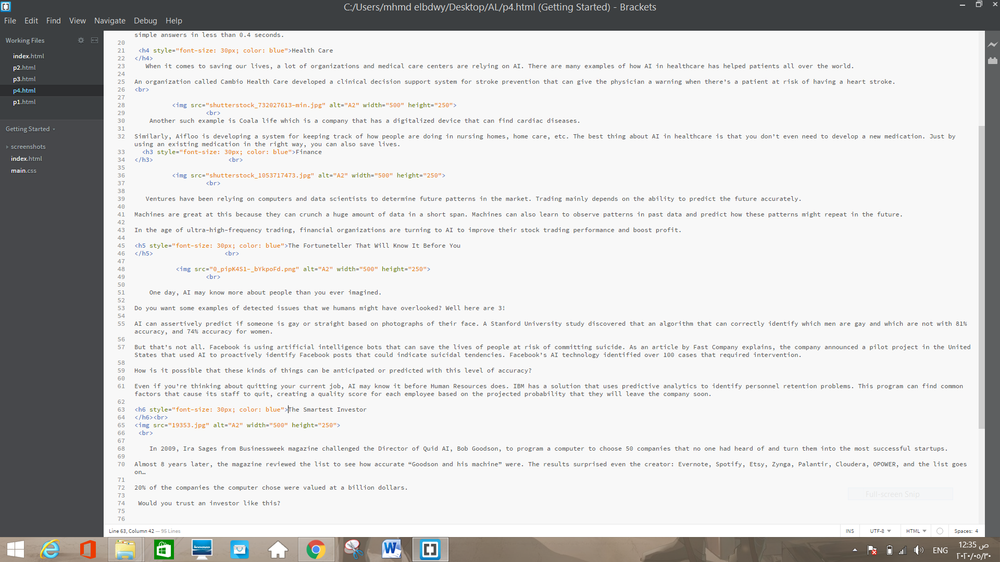 C:/Users/mhmd elbdwy/Desktop/AL/p4.html (Getting Started) - Brackets
File Edit Find View Navigate Debug Help
Working Files
index.html
p2.html
p3.html
p4.html
p1.html
Getting Started
screenshots
index.html
main.css
simple answers in less than 0.4 seconds.
20
21 <h4 style="font-size: 30px; color: blue">Health Care
22 </h4>
23 When it comes to saving our lives, a lot of organizations and medical care centers are relying on AI. There are many examples of how AI in healthcare has helped patients all over the world.
24
25 An organization called Cambio Health Care developed a clinical decision support system for stroke prevention that can give the physician a warning when there’s a patient at risk of having a heart stroke.
26 <br>
27
28 <img src="shutterstock_732027613-min.jpg" alt="A2" width="500" height="250">
29 <br>
30 Another such example is Coala life which is a company that has a digitalized device that can find cardiac diseases.
31
32 Similarly, Aifloo is developing a system for keeping track of how people are doing in nursing homes, home care, etc. The best thing about AI in healthcare is that you don’t even need to develop a new medication. Just by
using an existing medication in the right way, you can also save lives.
33 <h3 style="font-size: 30px; color: blue">Finance
34 </h3> <br>
35
36 <img src="shutterstock_1053717473.jpg" alt="A2" width="500" height="250">
37 <br>
38
39 Ventures have been relying on computers and data scientists to determine future patterns in the market. Trading mainly depends on the ability to predict the future accurately.
40
41 Machines are great at this because they can crunch a huge amount of data in a short span. Machines can also learn to observe patterns in past data and predict how these patterns might repeat in the future.
42
43 In the age of ultra-high-frequency trading, financial organizations are turning to AI to improve their stock trading performance and boost profit.
44
45 <h5 style="font-size: 30px; color: blue">The Fortuneteller That Will Know It Before You
46 </h5> <br>
47
48 <img src="0_pipK4S1-_bYkpoFd.png" alt="A2" width="500" height="250">
49 <br>
50
51 One day, AI may know more about people than you ever imagined.
52
53 Do you want some examples of detected issues that we humans might have overlooked? Well here are 3!
54
55 AI can assertively predict if someone is gay or straight based on photographs of their face. A Stanford University study discovered that an algorithm that can correctly identify which men are gay and which are not with 81%
accuracy, and 74% accuracy for women.
56
57 But that’s not all. Facebook is using artificial intelligence bots that can save the lives of people at risk of committing suicide. As an article by Fast Company explains, the company announced a pilot project in the United
States that used AI to proactively identify Facebook posts that could indicate suicidal tendencies. Facebook’s AI technology identified over 100 cases that required intervention.
58
59 How is it possible that these kinds of things can be anticipated or predicted with this level of accuracy?
60
61 Even if you’re thinking about quitting your current job, AI may know it before Human Resources does. IBM has a solution that uses predictive analytics to identify personnel retention problems. This program can find common
factors that cause its staff to quit, creating a quality score for each employee based on the projected probability that they will leave the company soon.
62
63 <h6 style="font-size: 30px; color: blue">The Smartest Investor
64 </h6><br>
65 <img src="19353.jpg" alt="A2" width="500" height="250">
66 <br>
67
68 In 2009, Ira Sages from Businessweek magazine challenged the Director of Quid AI, Bob Goodson, to program a computer to choose 50 companies that no one had heard of and turn them into the most successful startups.
69
70 Almost 8 years later, the magazine reviewed the list to see how accurate “Goodson and his machine” were. The results surprised even the creator: Evernote, Spotify, Etsy, Zynga, Palantir, Cloudera, OPOWER, and the list goes
on…
71
72 20% of the companies the computer chose were valued at a billion dollars.
73
74 Would you trust an investor like this?
75
76
Full-screen Snip
Line 63, Column 42 — 95 Lines
INS UTF-8 HTML Spaces: 4
lenovo
ENG
12:35 ص
٢٠٢٠/٠٥/٣٠